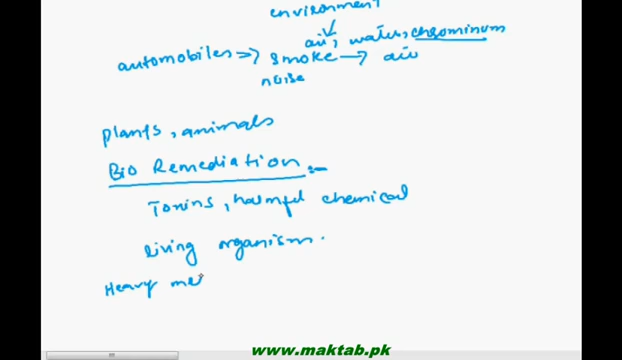 environment
air, water, chrominum
automobiles => smoke → air
noise
plants, animals
Bio Remediation :-
Toxins, harmful chemical
living organism.
Heavy met
www.maktab.pk